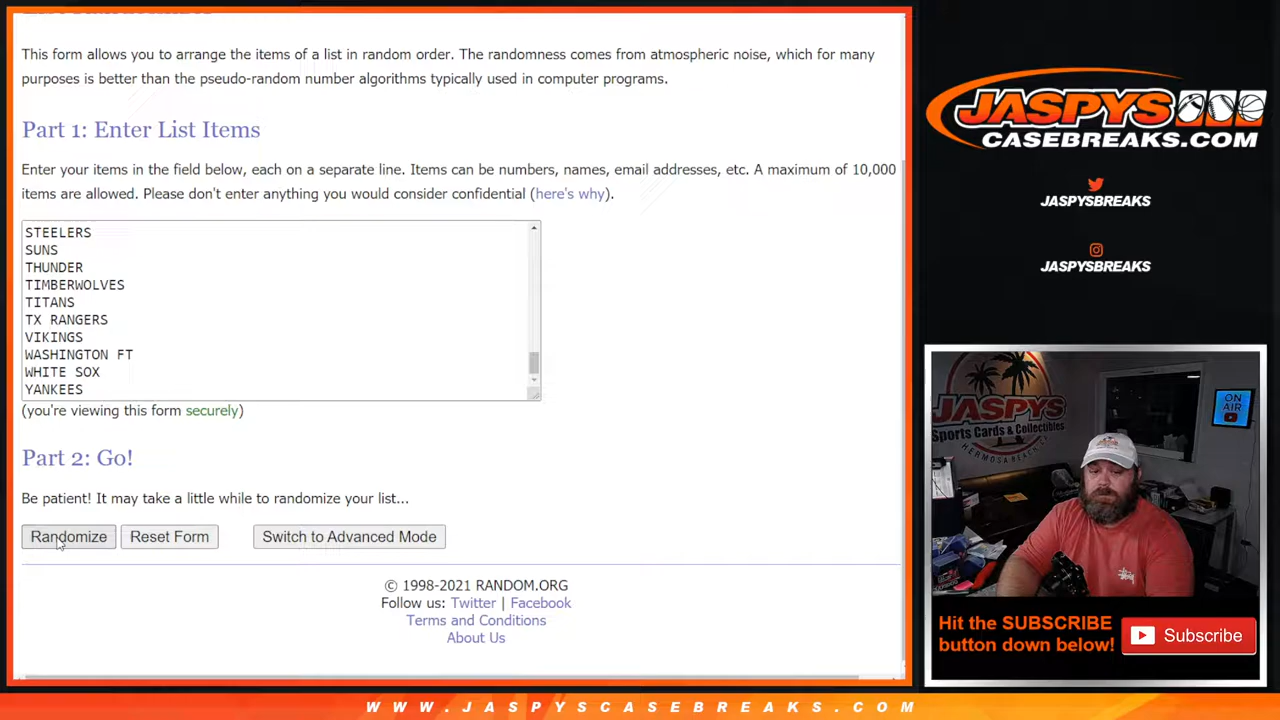 This form allows you to arrange the items of a list in random order. The randomness comes from atmospheric noise, which for many
purposes is better than the pseudo-random number algorithms typically used in computer programs.
Part 1: Enter List Items
Enter your items in the field below, each on a separate line. Items can be numbers, names, email addresses, etc. A maximum of 10,000
items are allowed. Please don't enter anything you would consider confidential (here's why).
STEELERS
SUNS
THUNDER
TIMBERWOLVES
TITANS
TX RANGERS
VIKINGS
WASHINGTON FT
WHITE SOX
YANKEES
(you're viewing this form securely)
Part 2: Go!
Be patient! It may take a little while to randomize your list...
Randomize
Reset Form
Switch to Advanced Mode
© 1998-2021 RANDOM.ORG
Follow us: Twitter | Facebook
Terms and Conditions
About Us
JASPYS
CASEBREAKS.COM
JASPYSBREAKS
JASPYSBREAKS
JASPYS
Sports Cards & Collectibles
HERMOSA BEACH, CA
ON
AIR
Hit the SUBSCRIBE
button down below!
Subscribe
WWW.JASPYSCASEBREAKS.COM